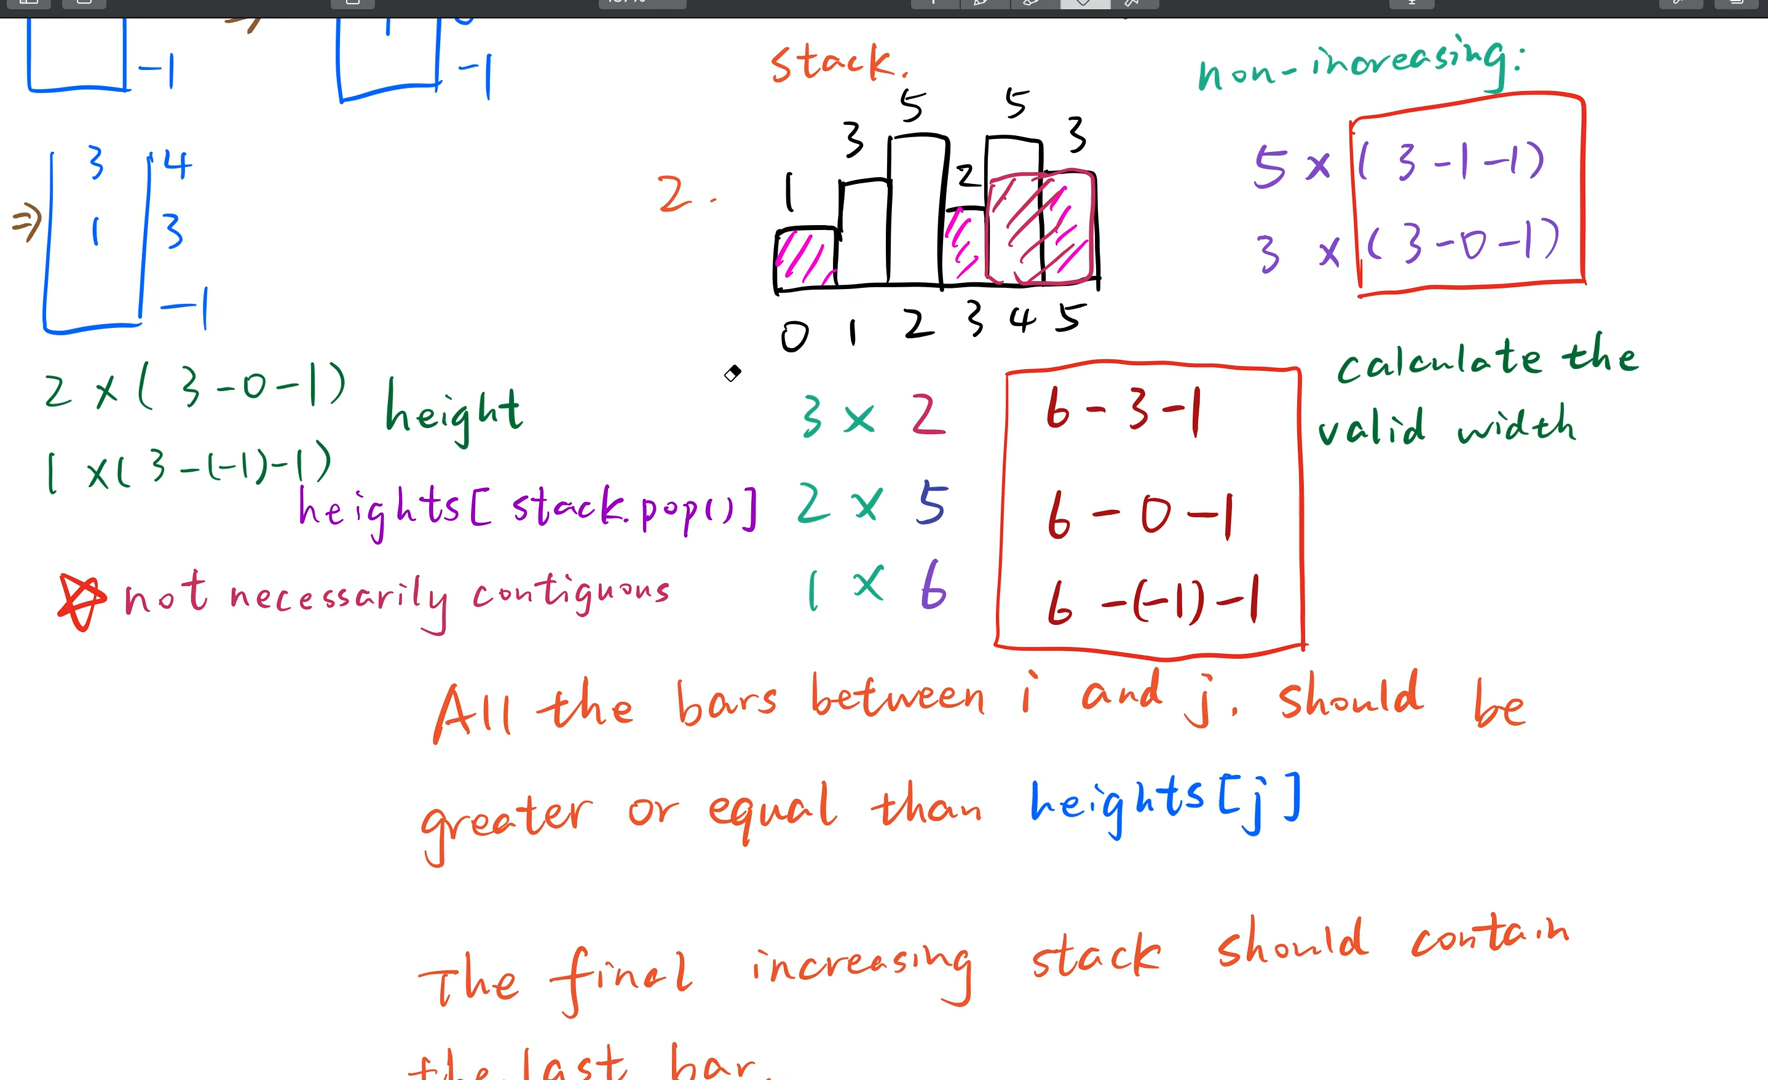 -1
-1
stack.
non-increasing:
3 4
1 3
-1
⇒
2.
1 3 5 2 5 3
0 1 2 3 4 5
5 × ( 3-1-1)
3 × ( 3-0-1)
calculate the
valid width
2 × ( 3-0-1) height
1 ×( 3-(-1)-1)
heights[ stack.pop()]
☆ not necessarily contiguous
3 × 2 6 - 3 - 1
2 × 5 6 - 0 - 1
1 × 6 6 - (-1) - 1
All the bars between i and j. should be
greater or equal than heights[j]
The final increasing stack should contain
the last bar.